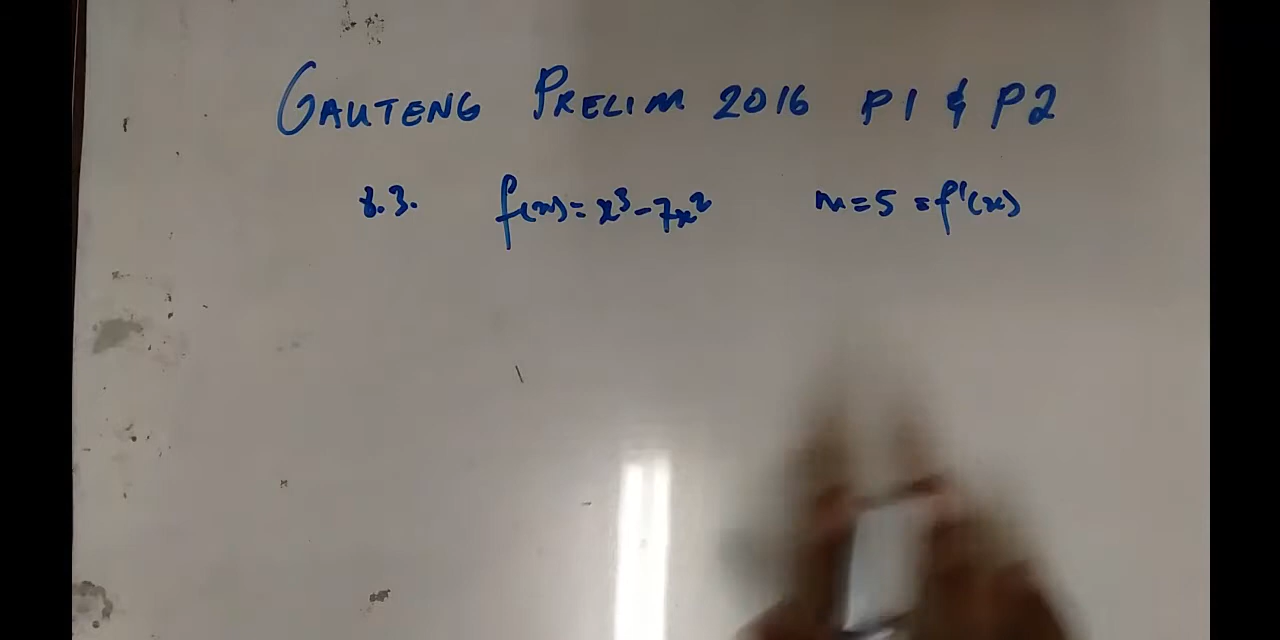 GAUTENG PRELIM 2016 P1 & P2
8.3. f(x)=x³-7x² m=5=f'(x)